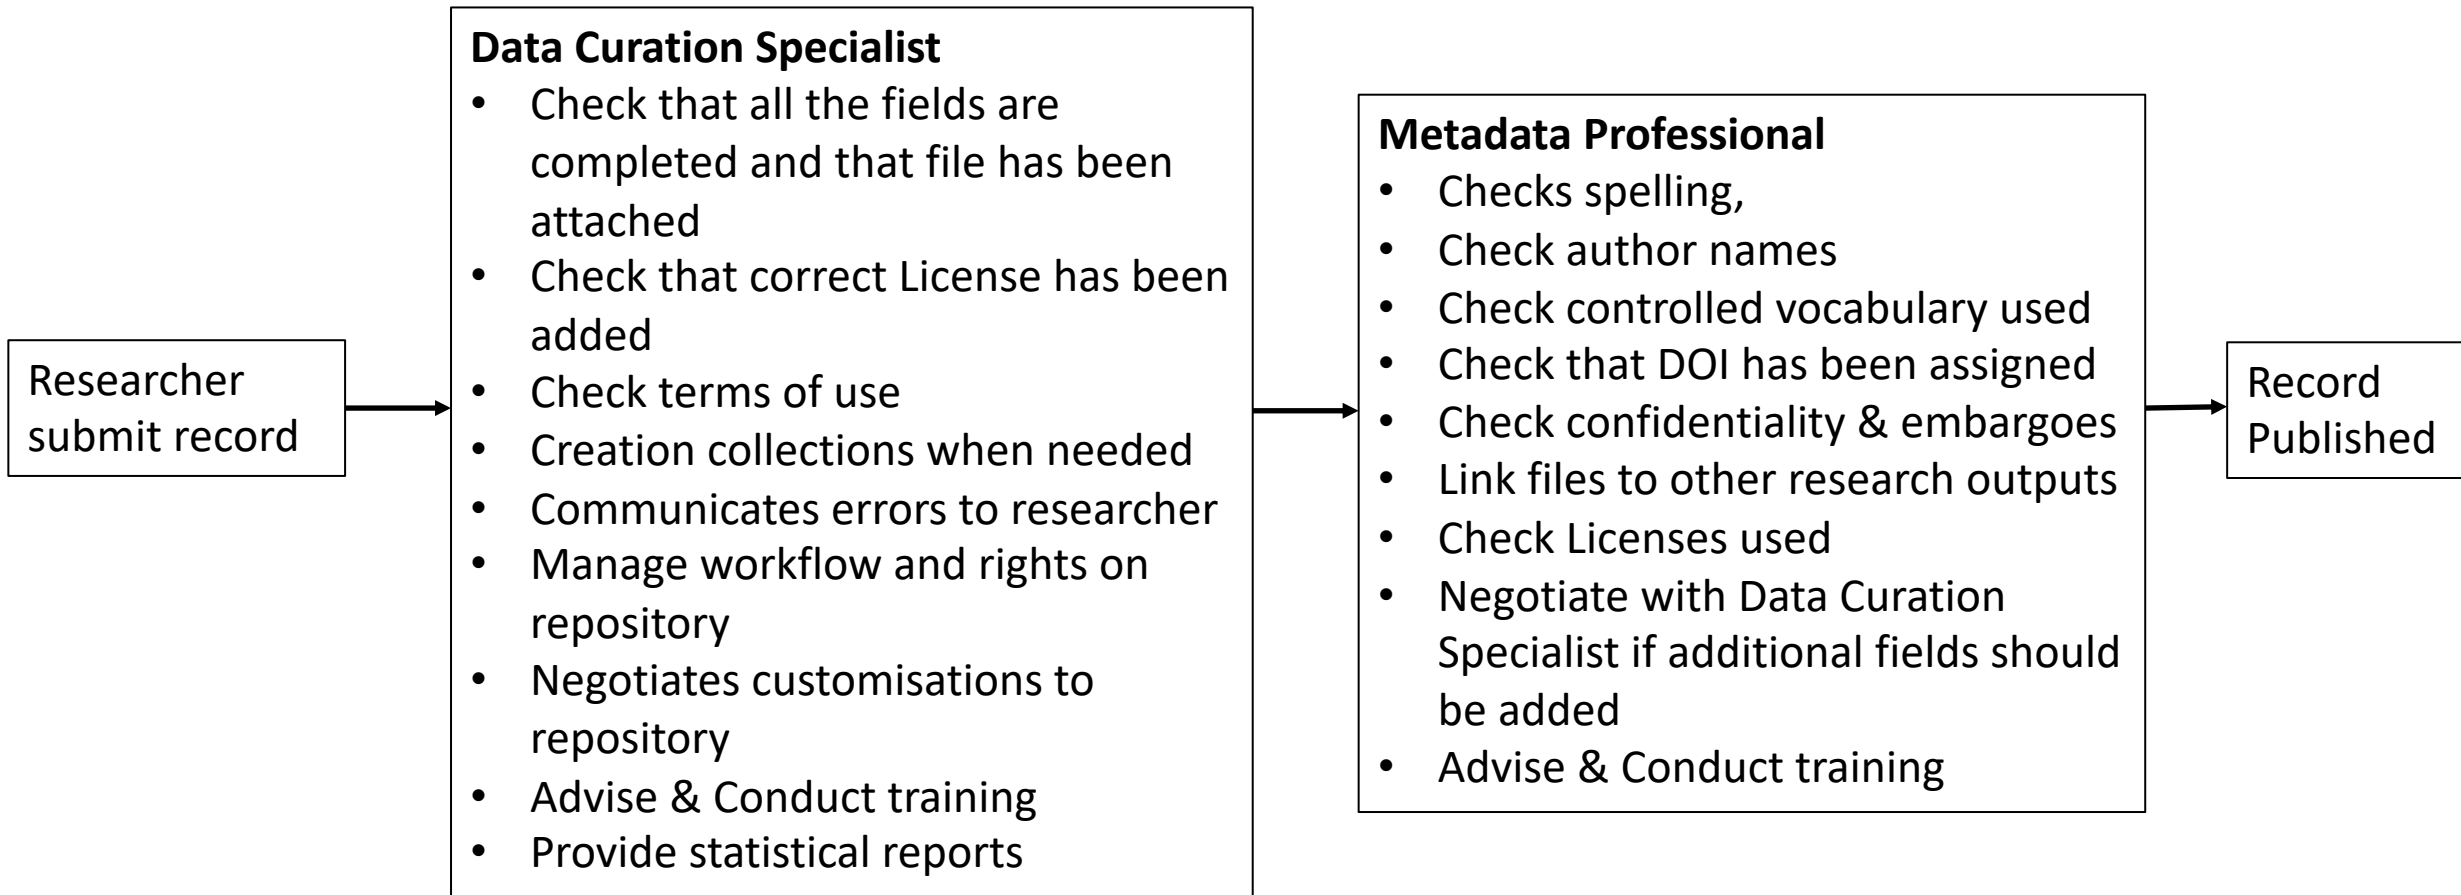 Researcher
submit record
Data Curation Specialist
• Check that all the fields are
completed and that file has been
attached
• Check that correct License has been
added
• Check terms of use
• Creation collections when needed
• Communicates errors to researcher
• Manage workflow and rights on
repository
• Negotiates customisations to
repository
• Advise & Conduct training
• Provide statistical reports
Metadata Professional
• Checks spelling,
• Check author names
• Check controlled vocabulary used
• Check that DOI has been assigned
• Check confidentiality & embargoes
• Link files to other research outputs
• Check Licenses used
• Negotiate with Data Curation
Specialist if additional fields should
be added
• Advise & Conduct training
Record
Published